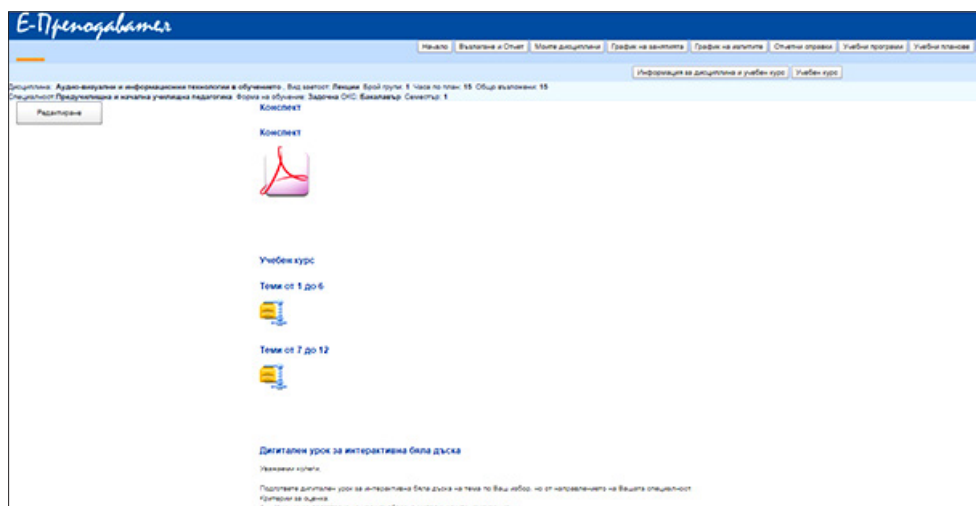 Е-Преподавател
Начало Възлагане и Отчет Моите дисциплини График на занятията График на изпитите Отчетни справки Учебни програми Учебни планове
Информация за дисциплина и учебен курс Учебен курс
Дисциплина: Аудио-визуални и информационни технологии в обучението , Вид заетост: Лекции Брой групи: 1 Часа по план: 15 Общо възложени: 15
Специалност: Предучилищна и начална училищна педагогика Форма на обучение: Задочна ОКС: Бакалавър Семестър: 1
Редактиране
Конспект
Конспект
Учебен курс
Теми от 1 до 6
Теми от 7 до 12
Дигитален урок за интерактивна бяла дъска
Уважаеми колеги,
Подгответе дигитален урок за интерактивна бяла дъска на тема по Ваш избор, но от направлението на Вашата специалност.
Критерии за оценка: